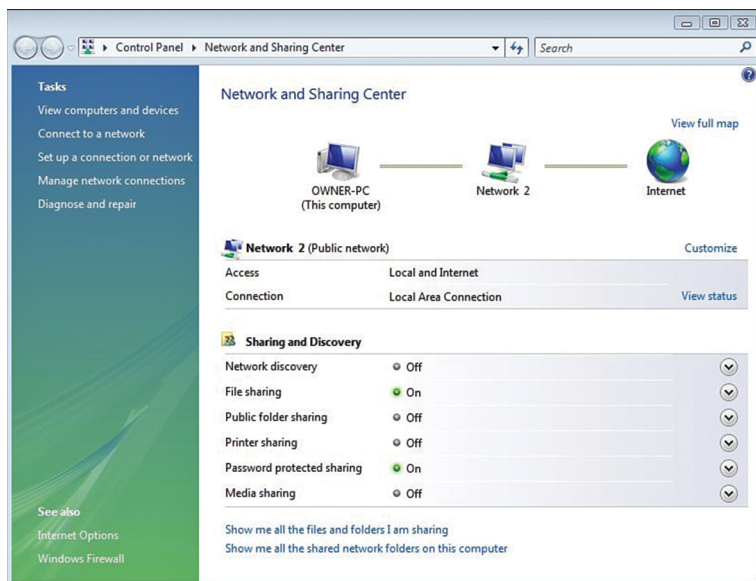 Control Panel
Network and Sharing Center
Search
Tasks
View computers and devices
Connect to a network
Set up a connection or network
Manage network connections
Diagnose and repair
See also
Internet Options
Windows Firewall
Network and Sharing Center
View full map
OWNER-PC
(This computer)
Network 2
Internet
Network 2 (Public network) Customize
Access Local and Internet
Connection Local Area Connection View status
Sharing and Discovery
Network discovery Off
File sharing On
Public folder sharing Off
Printer sharing Off
Password protected sharing On
Media sharing Off
Show me all the files and folders I am sharing
Show me all the shared network folders on this computer